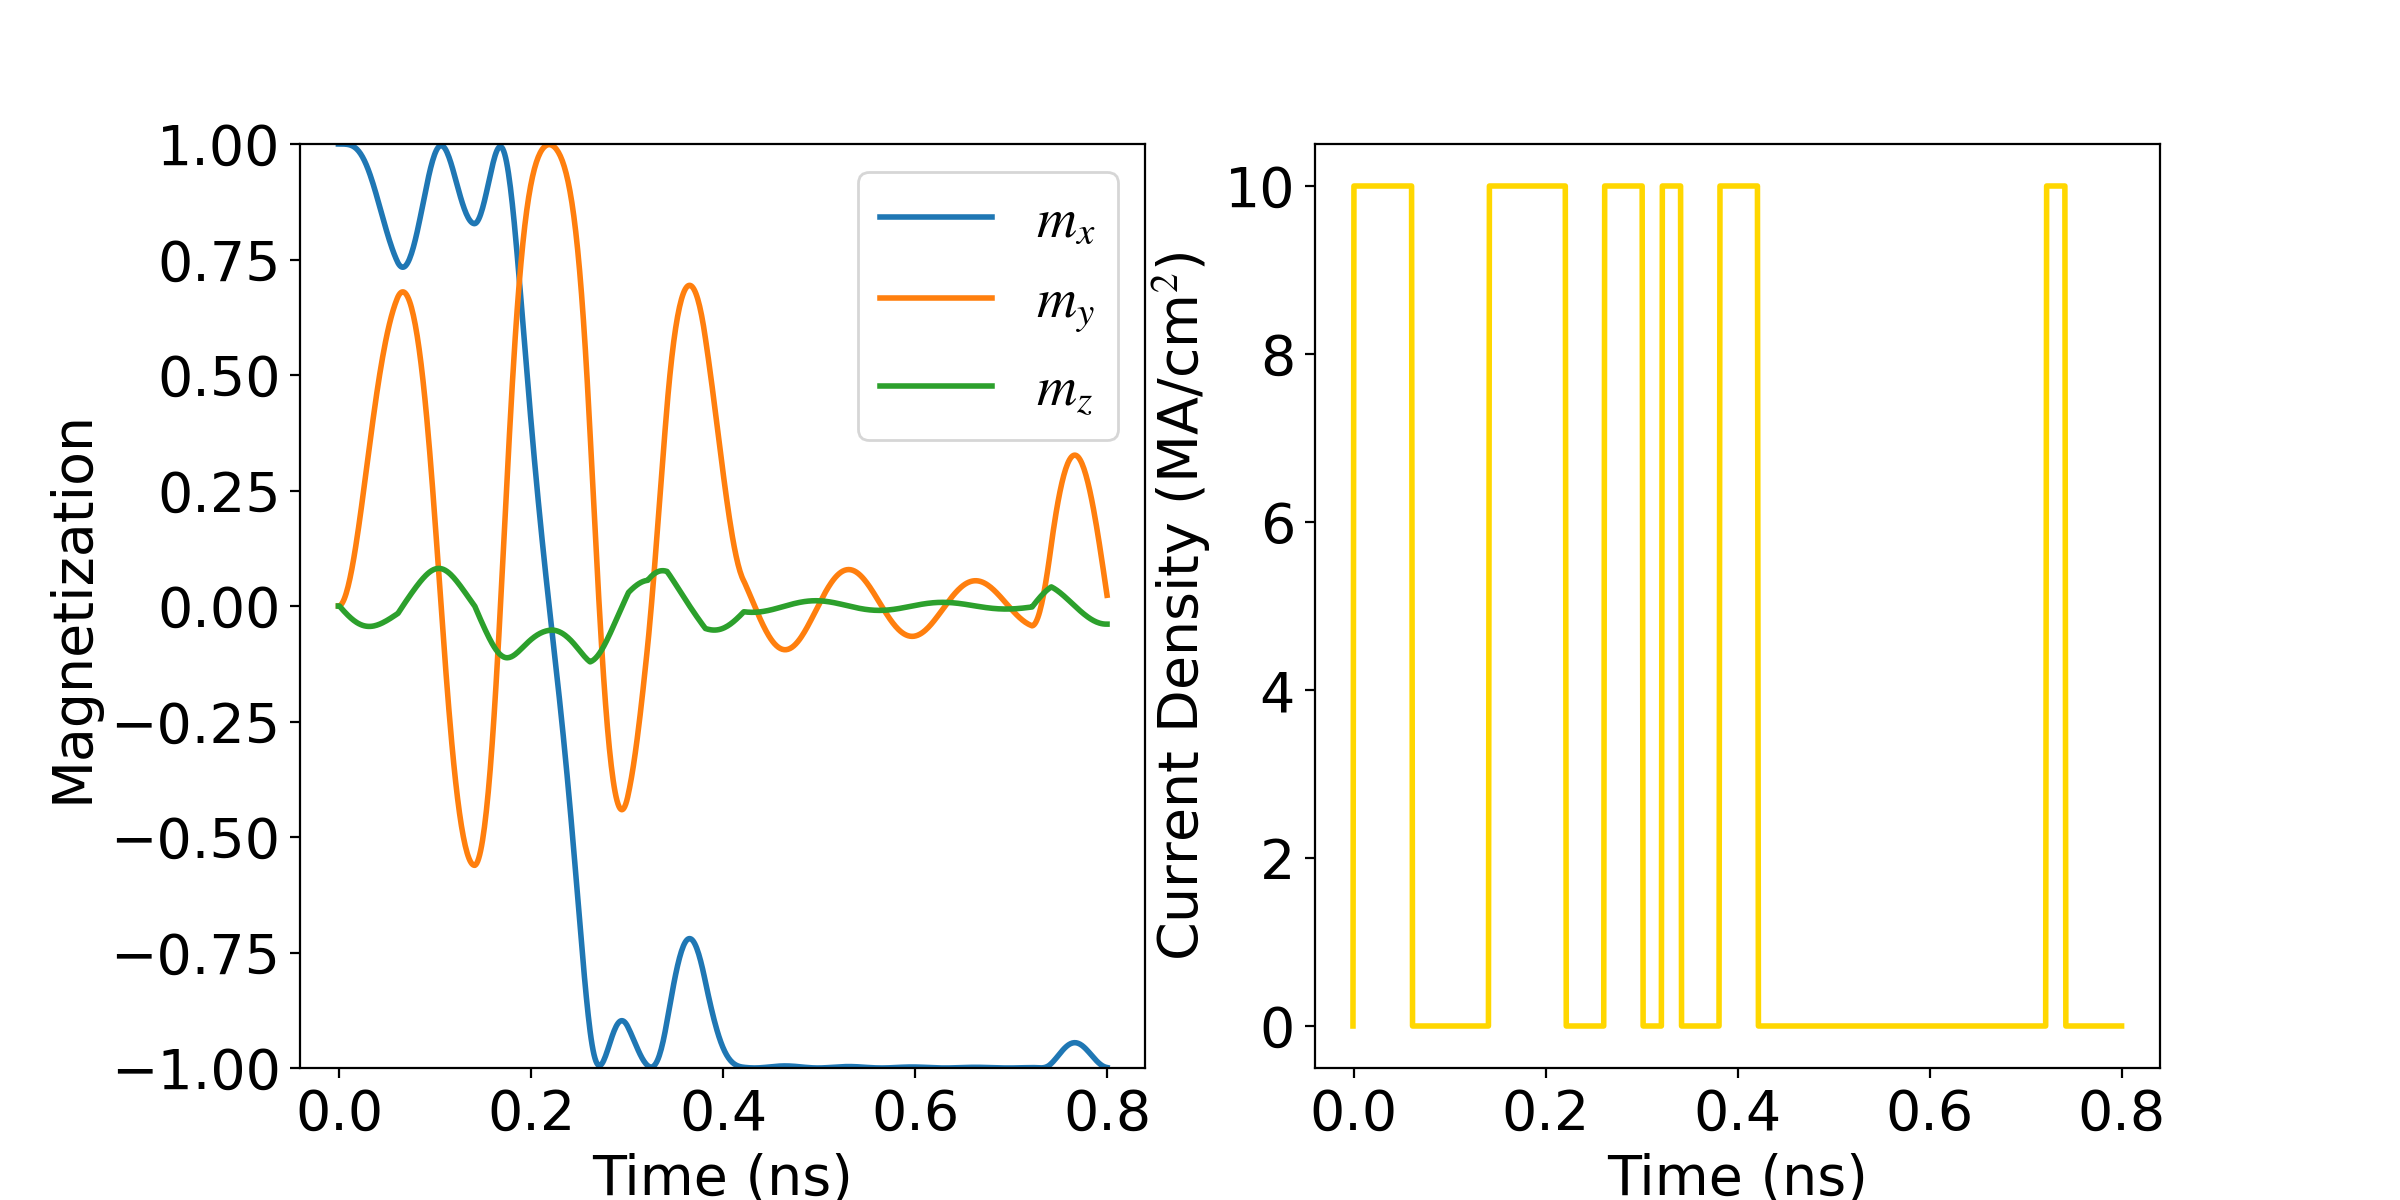 Magnetization
1.00
0.75
0.50
0.25
0.00
−0.25
−0.50
−0.75
−1.00
0.0 0.2 0.4 0.6 0.8
Time (ns)
m_x
m_y
m_z
Current Density (MA/cm²)
10
8
6
4
2
0
0.0 0.2 0.4 0.6 0.8
Time (ns)